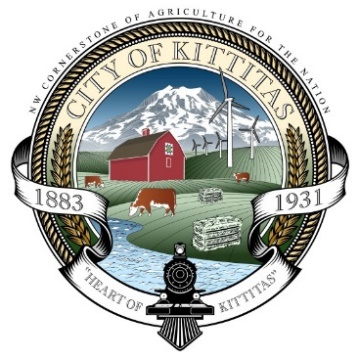 NW CORNERSTONE OF AGRICULTURE FOR THE NATION
CITY OF KITTITAS
1883
1931
"HEART OF
KITTITAS"